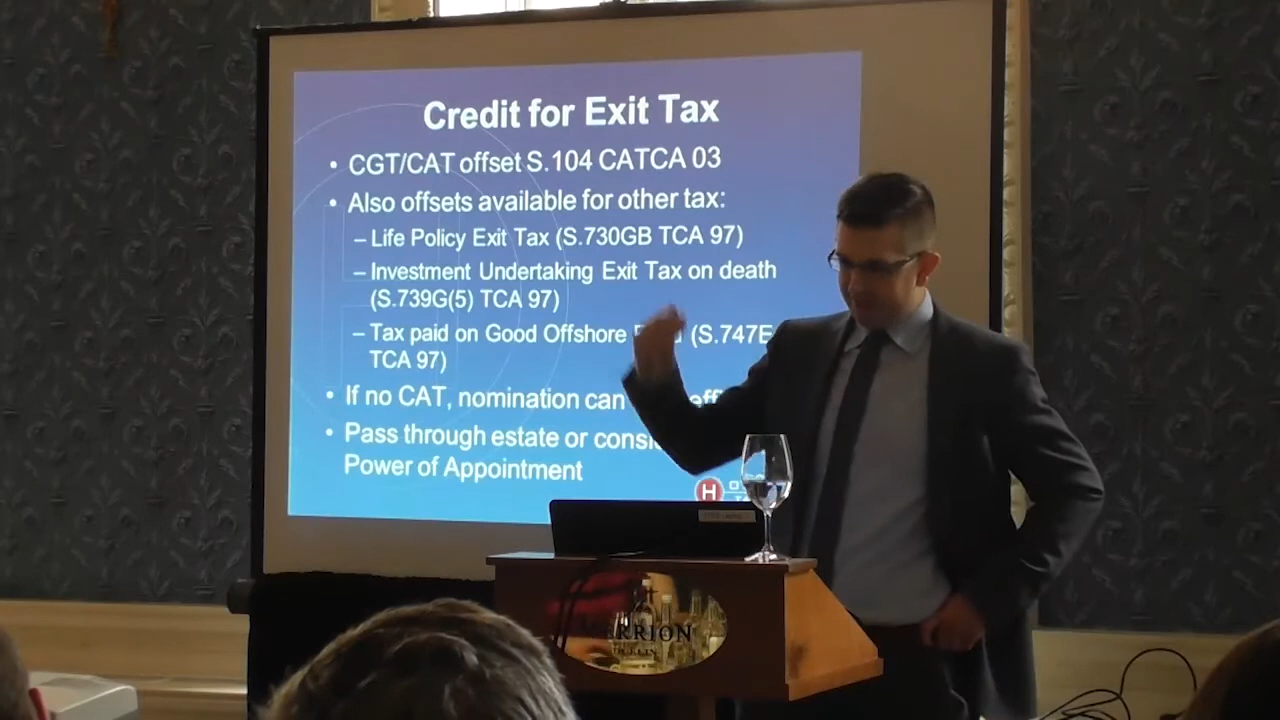 Credit for Exit Tax
• CGT/CAT offset S.104 CATCA 03
• Also offsets available for other tax:
– Life Policy Exit Tax (S.730GB TCA 97)
– Investment Undertaking Exit Tax on death
(S.739G(5) TCA 97)
– Tax paid on Good Offshore (S.747E
TCA 97)
• If no CAT, nomination can
• Pass through estate or
Power of Appointment
H
DUBLIN